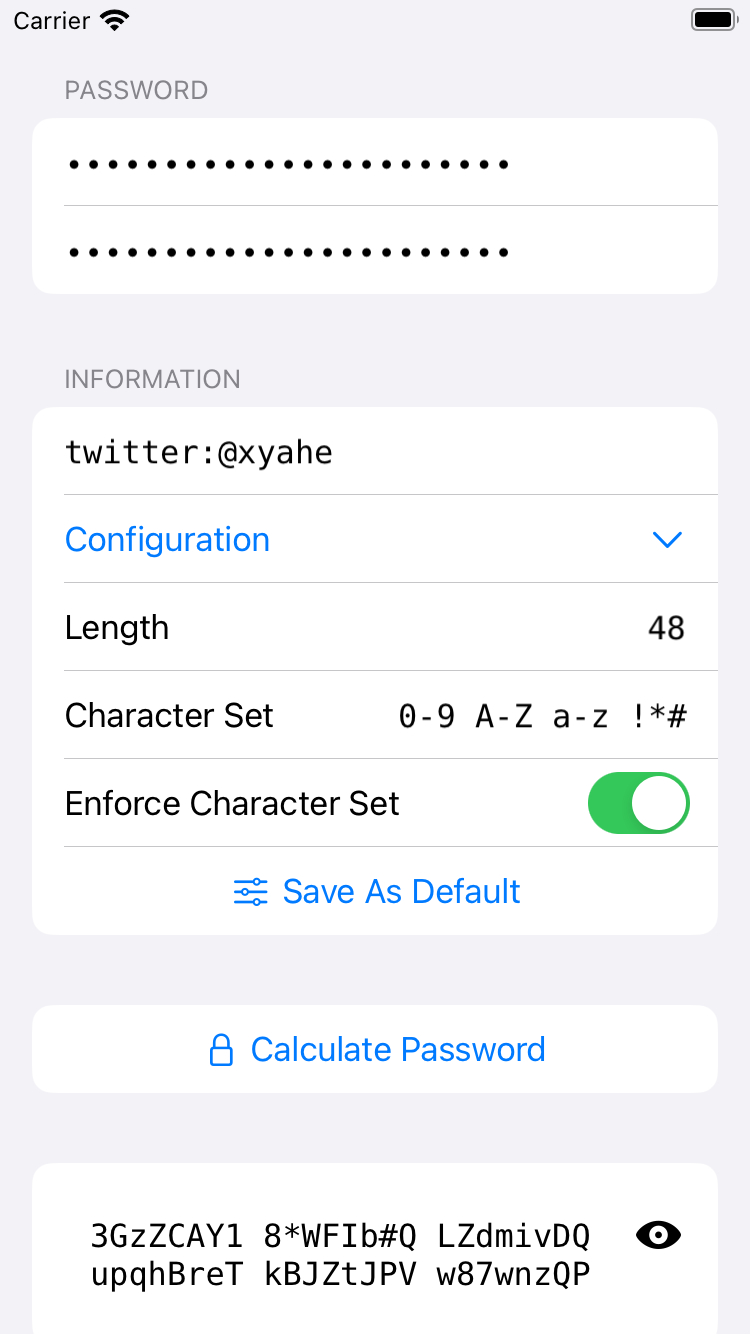 Carrier
PASSWORD
•••••••••••••••••••••••
•••••••••••••••••••••••
INFORMATION
twitter:@xyahe
Configuration
Length 48
Character Set 0-9 A-Z a-z !*#
Enforce Character Set
Save As Default
Calculate Password
3GzZCAY1 8*WFIb#Q LZdmivDQ
upqhBreT kBJZtJPV w87wnzQP